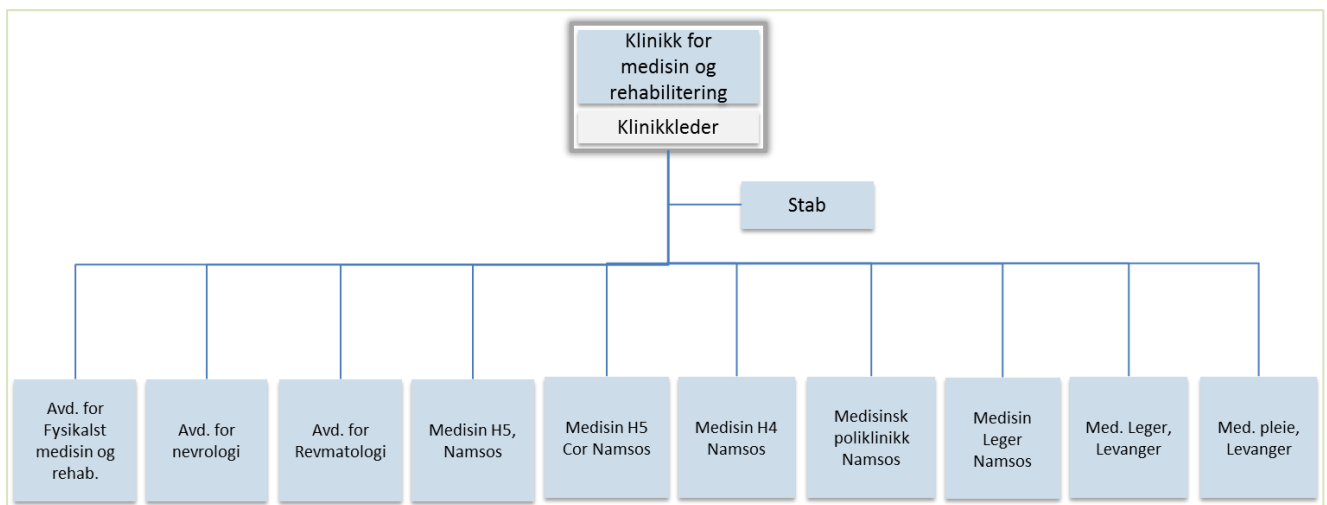 Klinikk for
medisin og
rehabilitering
Klinikkleder
Stab
Avd. for
Fysikalst
medisin og
rehab.
Avd. for
nevrologi
Avd. for
Revmatologi
Medisin H5,
Namsos
Medisin H5
Cor Namsos
Medisin H4
Namsos
Medisinsk
poliklinikk
Namsos
Medisin
Leger
Namsos
Med. Leger,
Levanger
Med. pleie,
Levanger